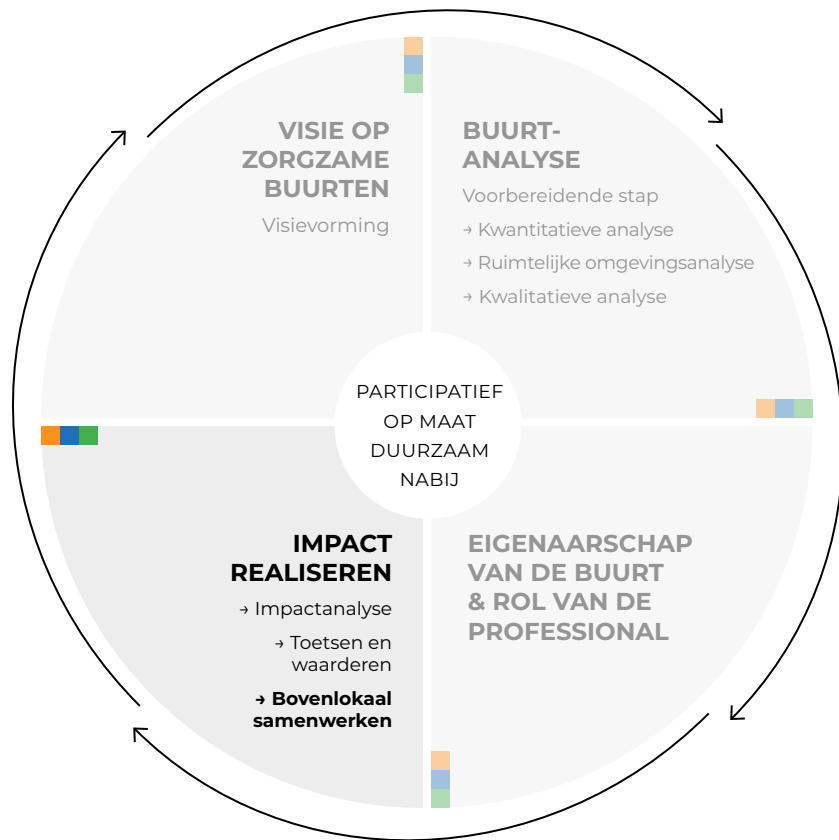 VISIE OP
ZORGZAME
BUURTEN
Visievorming
BUURT-
ANALYSE
Voorbereidende stap
→ Kwantitatieve analyse
→ Ruimtelijke omgevingsanalyse
→ Kwalitatieve analyse
PARTICIPATIEF
OP MAAT
DUURZAAM
NABIJ
IMPACT
REALISEREN
→ Impactanalyse
→ Toetsen en
waarderen
→ Bovenlokaal
samenwerken
EIGENAARSCHAP
VAN DE BUURT
& ROL VAN DE
PROFESSIONAL